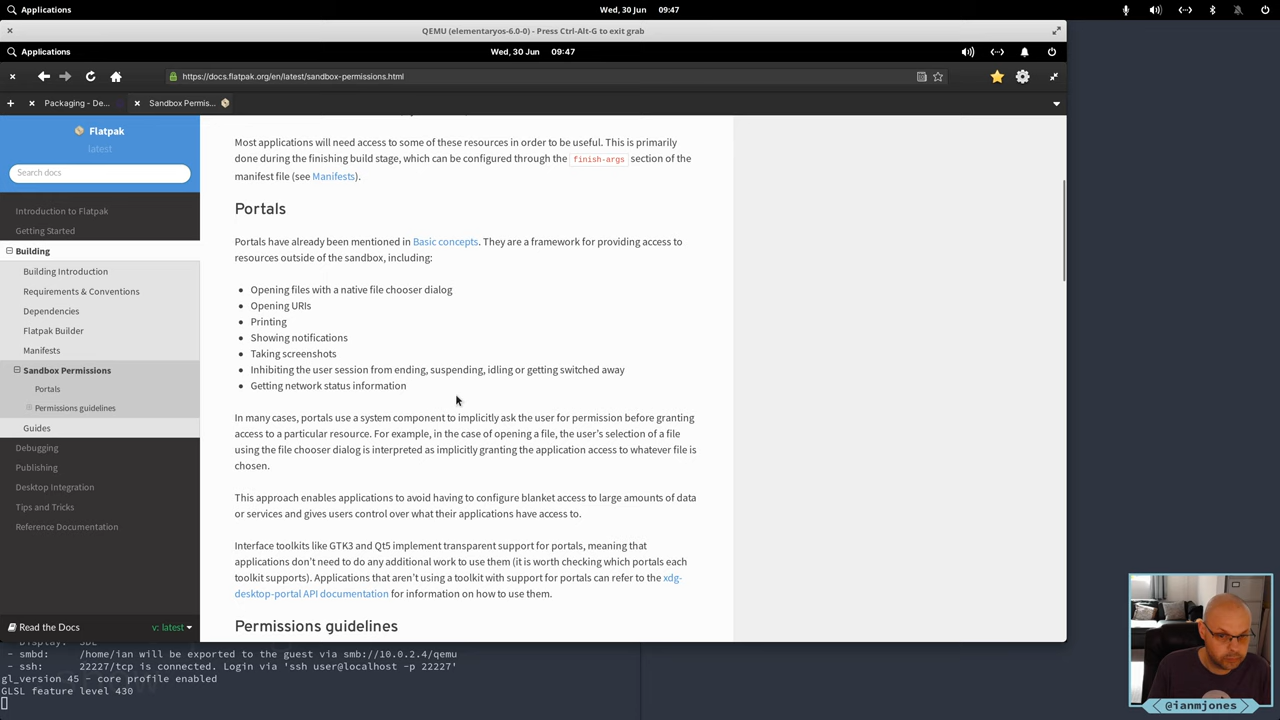 Applications
Wed, 30 Jun 09:47
QEMU (elementaryos-6.0-0) - Press Ctrl-Alt-G to exit grab
Applications
Wed, 30 Jun 09:47
https://docs.flatpak.org/en/latest/sandbox-permissions.html
Packaging - De...
Sandbox Permis...
Flatpak
latest
Search docs
Introduction to Flatpak
Getting Started
Building
Building Introduction
Requirements & Conventions
Dependencies
Flatpak Builder
Manifests
Sandbox Permissions
Portals
Permissions guidelines
Guides
Debugging
Publishing
Desktop Integration
Tips and Tricks
Reference Documentation
Read the Docs
v: latest
Most applications will need access to some of these resources in order to be useful. This is primarily
done during the finishing build stage, which can be configured through the finish-args section of the
manifest file (see Manifests).
Portals
Portals have already been mentioned in Basic concepts. They are a framework for providing access to
resources outside of the sandbox, including:
• Opening files with a native file chooser dialog
• Opening URIs
• Printing
• Showing notifications
• Taking screenshots
• Inhibiting the user session from ending, suspending, idling or getting switched away
• Getting network status information
In many cases, portals use a system component to implicitly ask the user for permission before granting
access to a particular resource. For example, in the case of opening a file, the user's selection of a file
using the file chooser dialog is interpreted as implicitly granting the application access to whatever file is
chosen.
This approach enables applications to avoid having to configure blanket access to large amounts of data
or services and gives users control over what their applications have access to.
Interface toolkits like GTK3 and Qt5 implement transparent support for portals, meaning that
applications don't need to do any additional work to use them (it is worth checking which portals each
toolkit supports). Applications that aren't using a toolkit with support for portals can refer to the xdg-
desktop-portal API documentation for information on how to use them.
Permissions guidelines
- Display: SDL
- smbd: /home/ian will be exported to the guest via smb://10.0.2.4/qemu
- ssh: 22227/tcp is connected. Login via 'ssh user@localhost -p 22227'
gl_version 45 - core profile enabled
GLSL feature level 430
@ianmjones